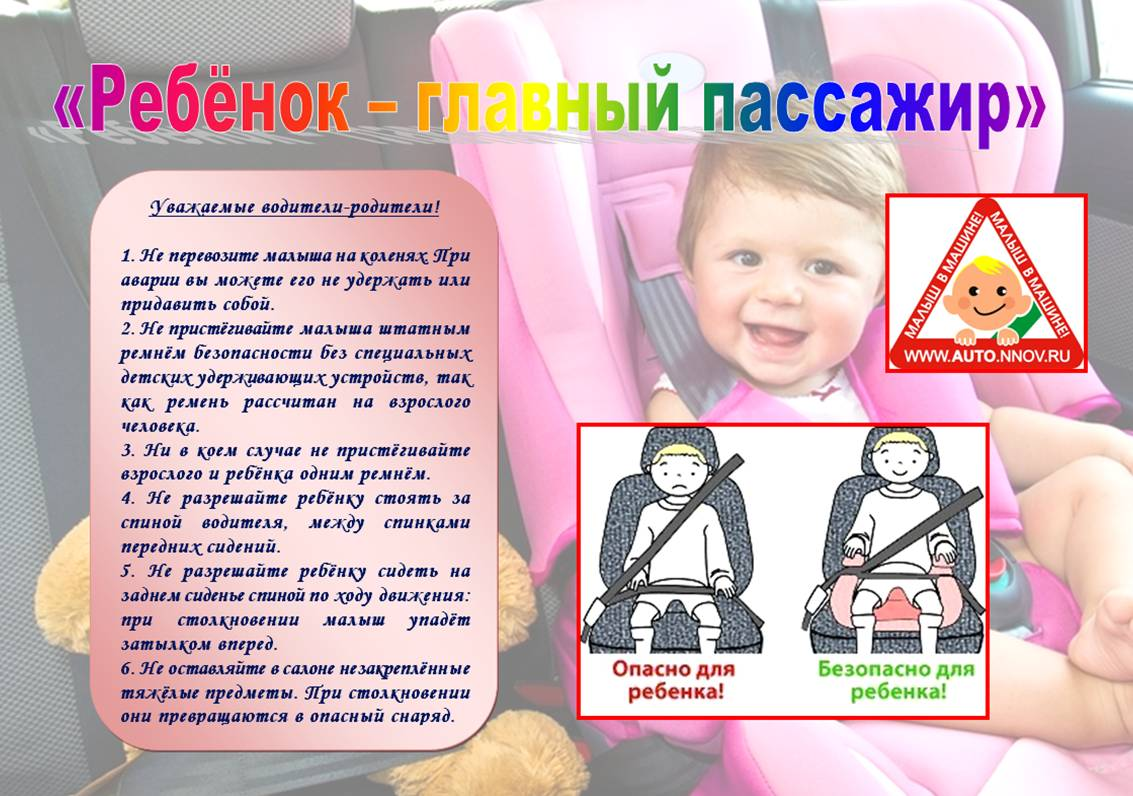 «Ребёнок – главный пассажир»
Уважаемые водители-родители!
1. Не перевозите малыша на коленях. При
аварии вы можете его не удержать или
придавить собой.
2. Не пристёгивайте малыша штатным
ремнём безопасности без специальных
детских удерживающих устройств, так
как ремень рассчитан на взрослого
человека.
3. Ни в коем случае не пристёгивайте
взрослого и ребёнка одним ремнём.
4. Не разрешайте ребёнку стоять за
спиной водителя, между спинками
передних сидений.
5. Не разрешайте ребёнку сидеть на
заднем сиденье спиной по ходу движения:
при столкновении малыш упадёт
затылком вперед.
6. Не оставляйте в салоне незакреплённые
тяжёлые предметы. При столкновении
они превращаются в опасный снаряд.
МАЛЫШ В МАШИНЕ!
МАЛЫШ В МАШИНЕ!
WWW.AUTO.NNOV.RU
Опасно для
ребенка!
Безопасно для
ребенка!